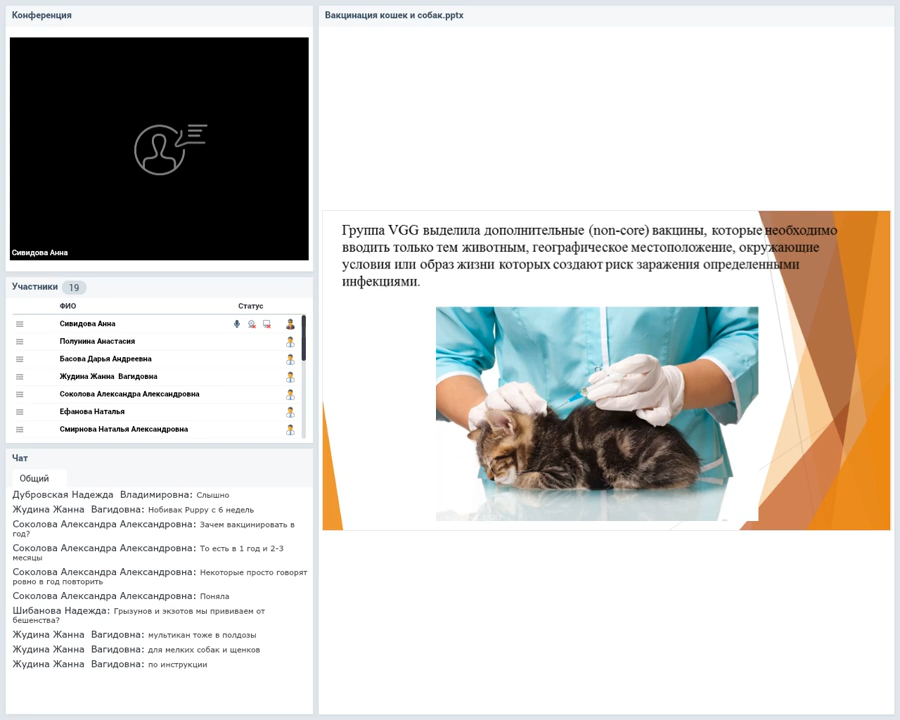 Конференция
Сивидова Анна
Участники 19
ФИО Статус
Сивидова Анна
Полунина Анастасия
Басова Дарья Андреевна
Жудина Жанна Вагидовна
Соколова Александра Александровна
Ефанова Наталья
Смирнова Наталья Александровна
Чат
Общий
Дубровская Надежда Владимировна: Слышно
Жудина Жанна Вагидовна: Нобивак Puppy с 6 недель
Соколова Александра Александровна: Зачем вакцинировать в
год?
Соколова Александра Александровна: То есть в 1 год и 2-3
месяцы
Соколова Александра Александровна: Некоторые просто говорят
ровно в год повторить
Соколова Александра Александровна: Поняла
Шибанова Надежда: Грызунов и экзотов мы прививаем от
бешенства?
Жудина Жанна Вагидовна: мультикан тоже в полдозы
Жудина Жанна Вагидовна: для мелких собак и щенков
Жудина Жанна Вагидовна: по инструкции
Вакцинация кошек и собак.pptx
Группа VGG выделила дополнительные (non-core) вакцины, которые необходимо
вводить только тем животным, географическое местоположение, окружающие
условия или образ жизни которых создают риск заражения определенными
инфекциями.